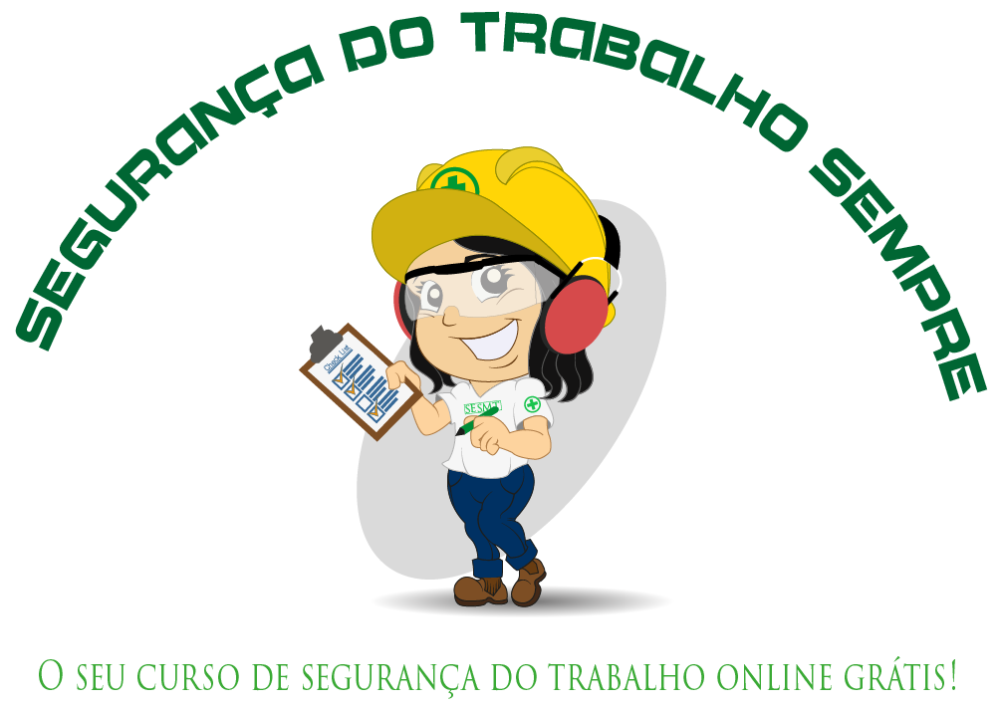 SEGURANÇA DO TRABALHO SEMPRE
Check List
SESMT
O SEU CURSO DE SEGURANÇA DO TRABALHO ONLINE GRÁTIS!